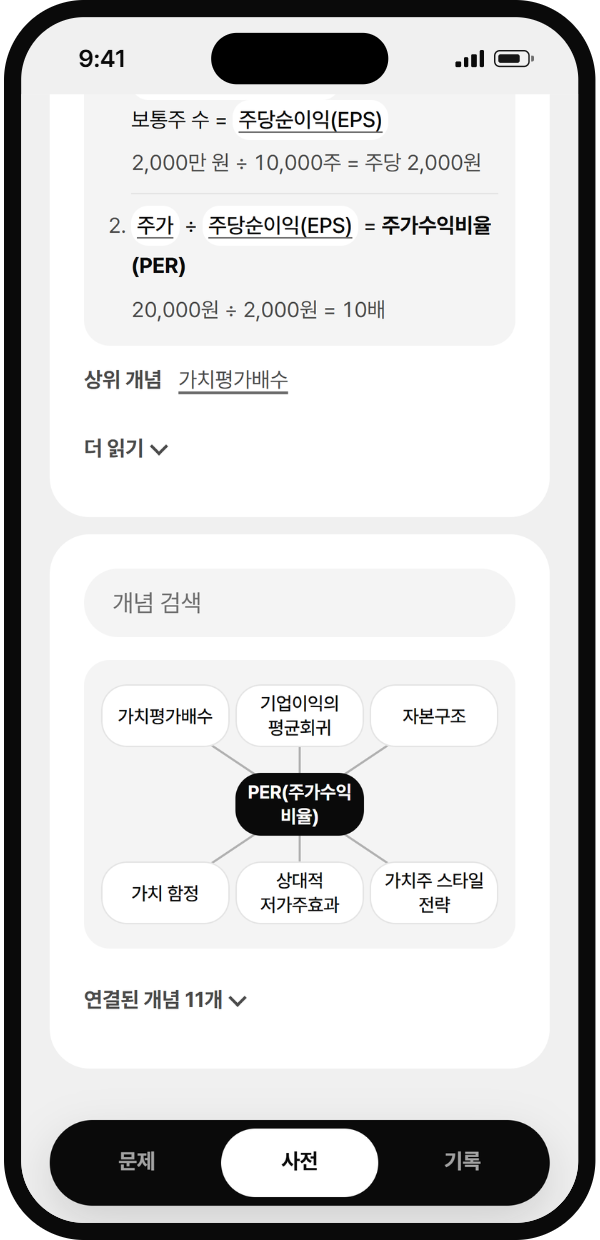 9:41
보통주 수 = 주당순이익(EPS)
2,000만 원 ÷ 10,000주 = 주당 2,000원
2. 주가 ÷ 주당순이익(EPS) = 주가수익비율
(PER)
20,000원 ÷ 2,000원 = 10배
상위 개념 가치평가배수
더 읽기
개념 검색
가치평가배수
기업이익의
평균회귀
자본구조
PER(주가수익
비율)
가치 함정
상대적
저가주효과
가치주 스타일
전략
연결된 개념 11개
문제 사전 기록